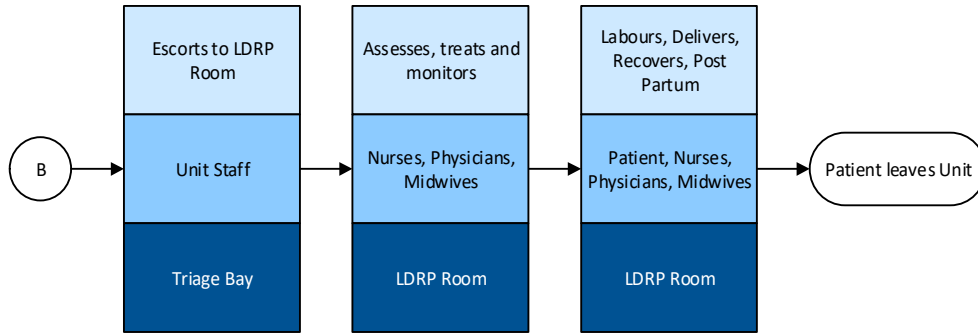 B
Escorts to LDRP
Room
Unit Staff
Triage Bay
Assesses, treats and
monitors
Nurses, Physicians,
Midwives
LDRP Room
Labours, Delivers,
Recovers, Post
Partum
Patient, Nurses,
Physicians, Midwives
LDRP Room
Patient leaves Unit